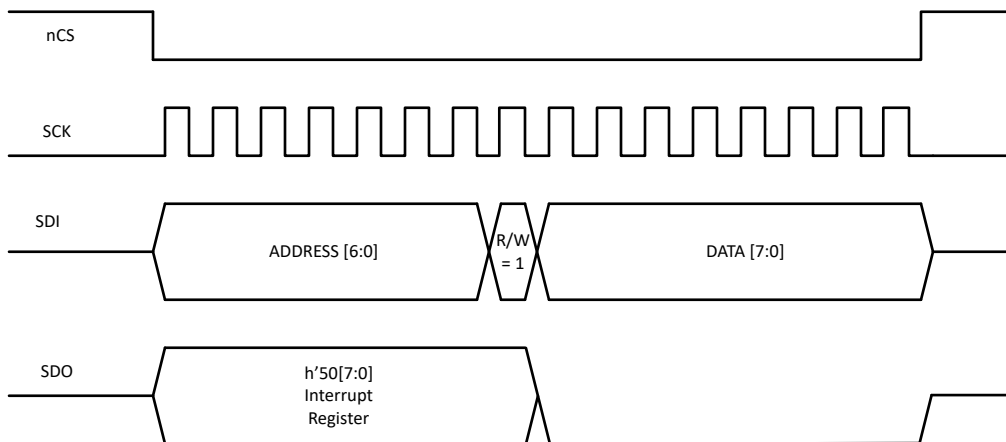 nCS
SCK
SDI
ADDRESS [6:0]
R/W
= 1
DATA [7:0]
SDO
h’50[7:0]
Interrupt
Register